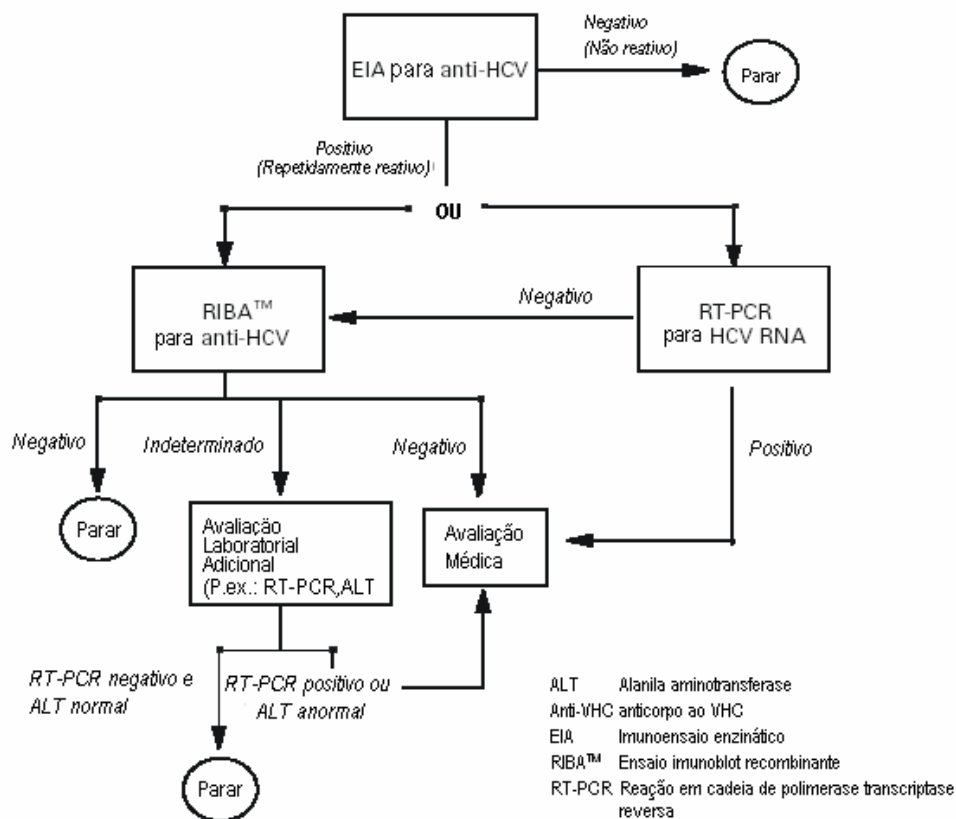 Negativo
(Não reativo)
EIA para anti-HCV
Parar
Positivo
(Repetidamente reativo)
OU
RIBA™
para anti-HCV
Negativo
RT-PCR
para HCV RNA
Negativo
Indeterminado
Negativo
Positivo
Parar
Avaliação
Laboratorial
Adicional
(P.ex.: RT-PCR,ALT
Avaliação
Médica
RT-PCR negativo e
ALT normal
RT-PCR positivo ou
ALT anormal
Parar
ALT Alanila aminotransferase
Anti-VHC anticorpo ao VHC
EIA Imunoensaio enzinático
RIBA™ Ensaio imunoblot recombinante
RT-PCR Reação em cadeia de polimerase transcriptase
reversa